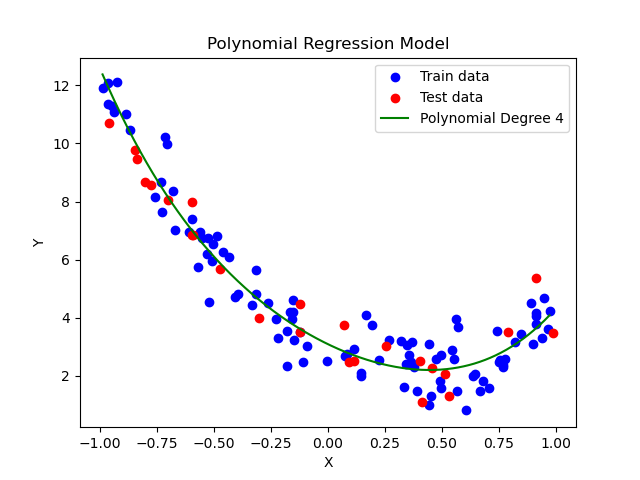 Polynomial Regression Model
Train data
Test data
Polynomial Degree 4
12
10
8
6
4
2
Y
−1.00 −0.75 −0.50 −0.25 0.00 0.25 0.50 0.75 1.00
X